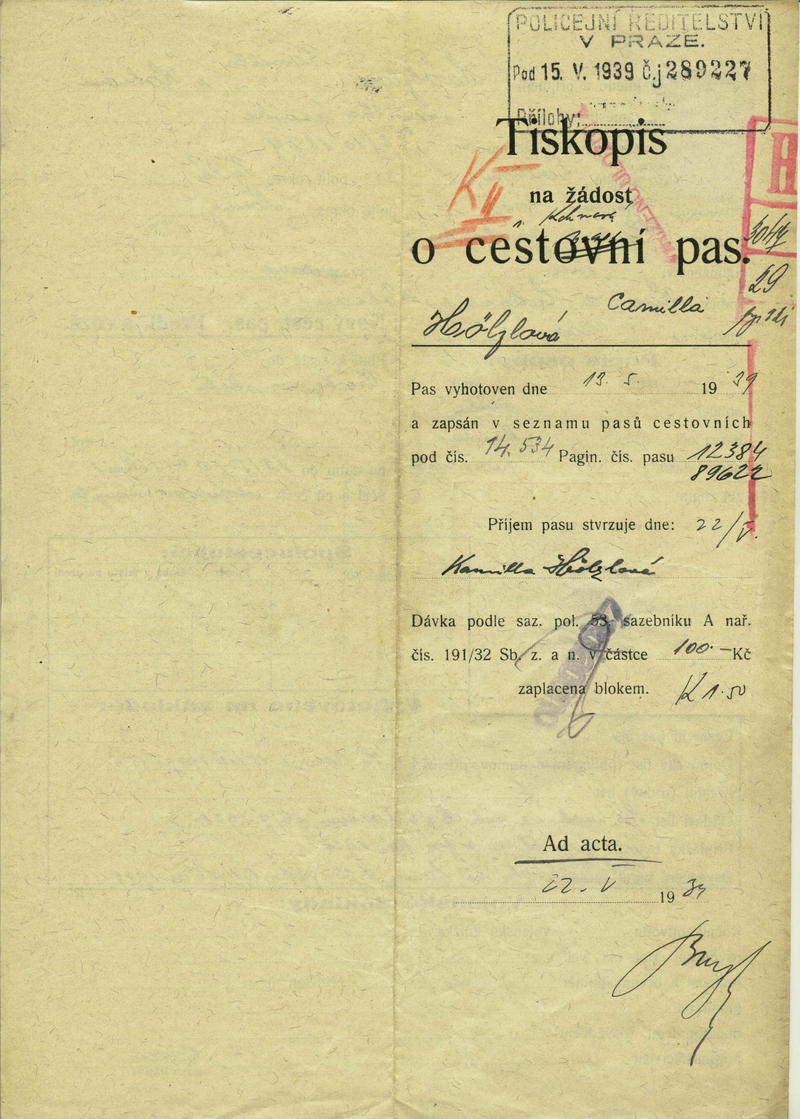 POLICEJNÍ ŘEDITELSTVÍ
V PRAZE.
Pod 15. V. 1939 Č.j 289227
Přílohy:
Tiskopis
K II
na žádost
o cestovní pas.
Camilla
Hölzlová
29
Pas vyhotoven dne 13. 5. 1939
a zapsán v seznamu pasů cestovních
pod čís. 14.534 Pagin. čís. pasu 12384
89622
Příjem pasu stvrzuje dne: 22/V.
Kamilla Hölzlová
Dávka podle saz. pol. 53. sazebníku A nař.
čís. 191/32 Sb. z. a n. v částce 100.— Kč
zaplacena blokem. K 1.50
Ad acta.
22. V 1939